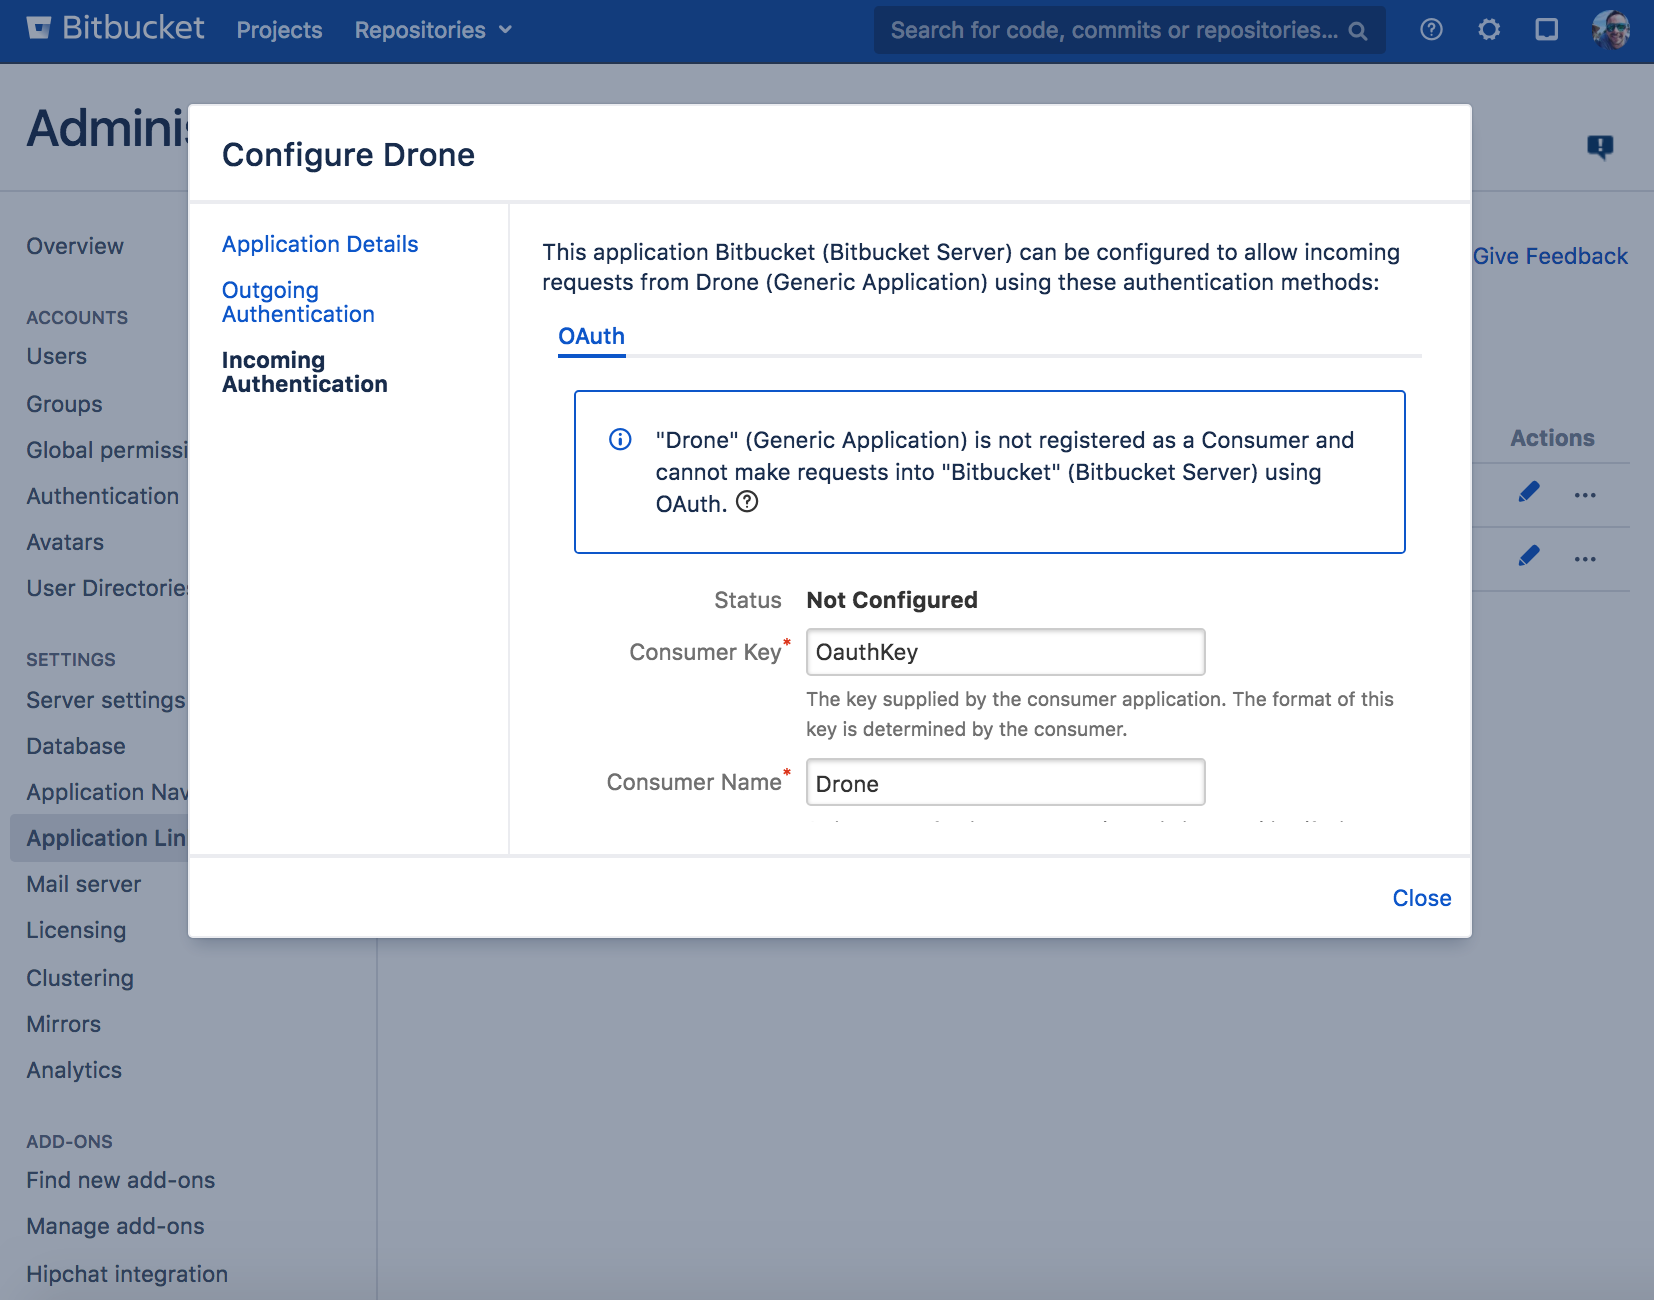 Bitbucket Projects Repositories Search for code, commits or repositories...
Configure Drone
Overview
ACCOUNTS
Users
Groups
Global
Authentication
Avatars
User
SETTINGS
Server settings
Database
Application
Application
Mail server
Licensing
Clustering
Mirrors
Analytics
ADD-ONS
Find new add-ons
Manage add-ons
Hipchat integration
Application Details
Outgoing
Authentication
Incoming
Authentication
This application Bitbucket (Bitbucket Server) can be configured to allow incoming
requests from Drone (Generic Application) using these authentication methods:
OAuth
"Drone" (Generic Application) is not registered as a Consumer and
cannot make requests into "Bitbucket" (Bitbucket Server) using
OAuth.
Status Not Configured
Consumer Key* OauthKey
The key supplied by the consumer application. The format of this
key is determined by the consumer.
Consumer Name* Drone
Close
Give Feedback
Actions